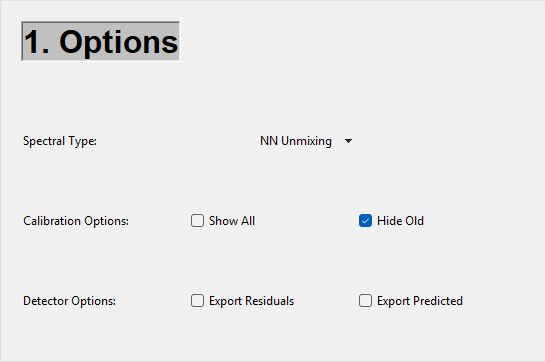 1. Options
Spectral Type: NN Unmixing
Calibration Options: Show All Hide Old
Detector Options: Export Residuals Export Predicted